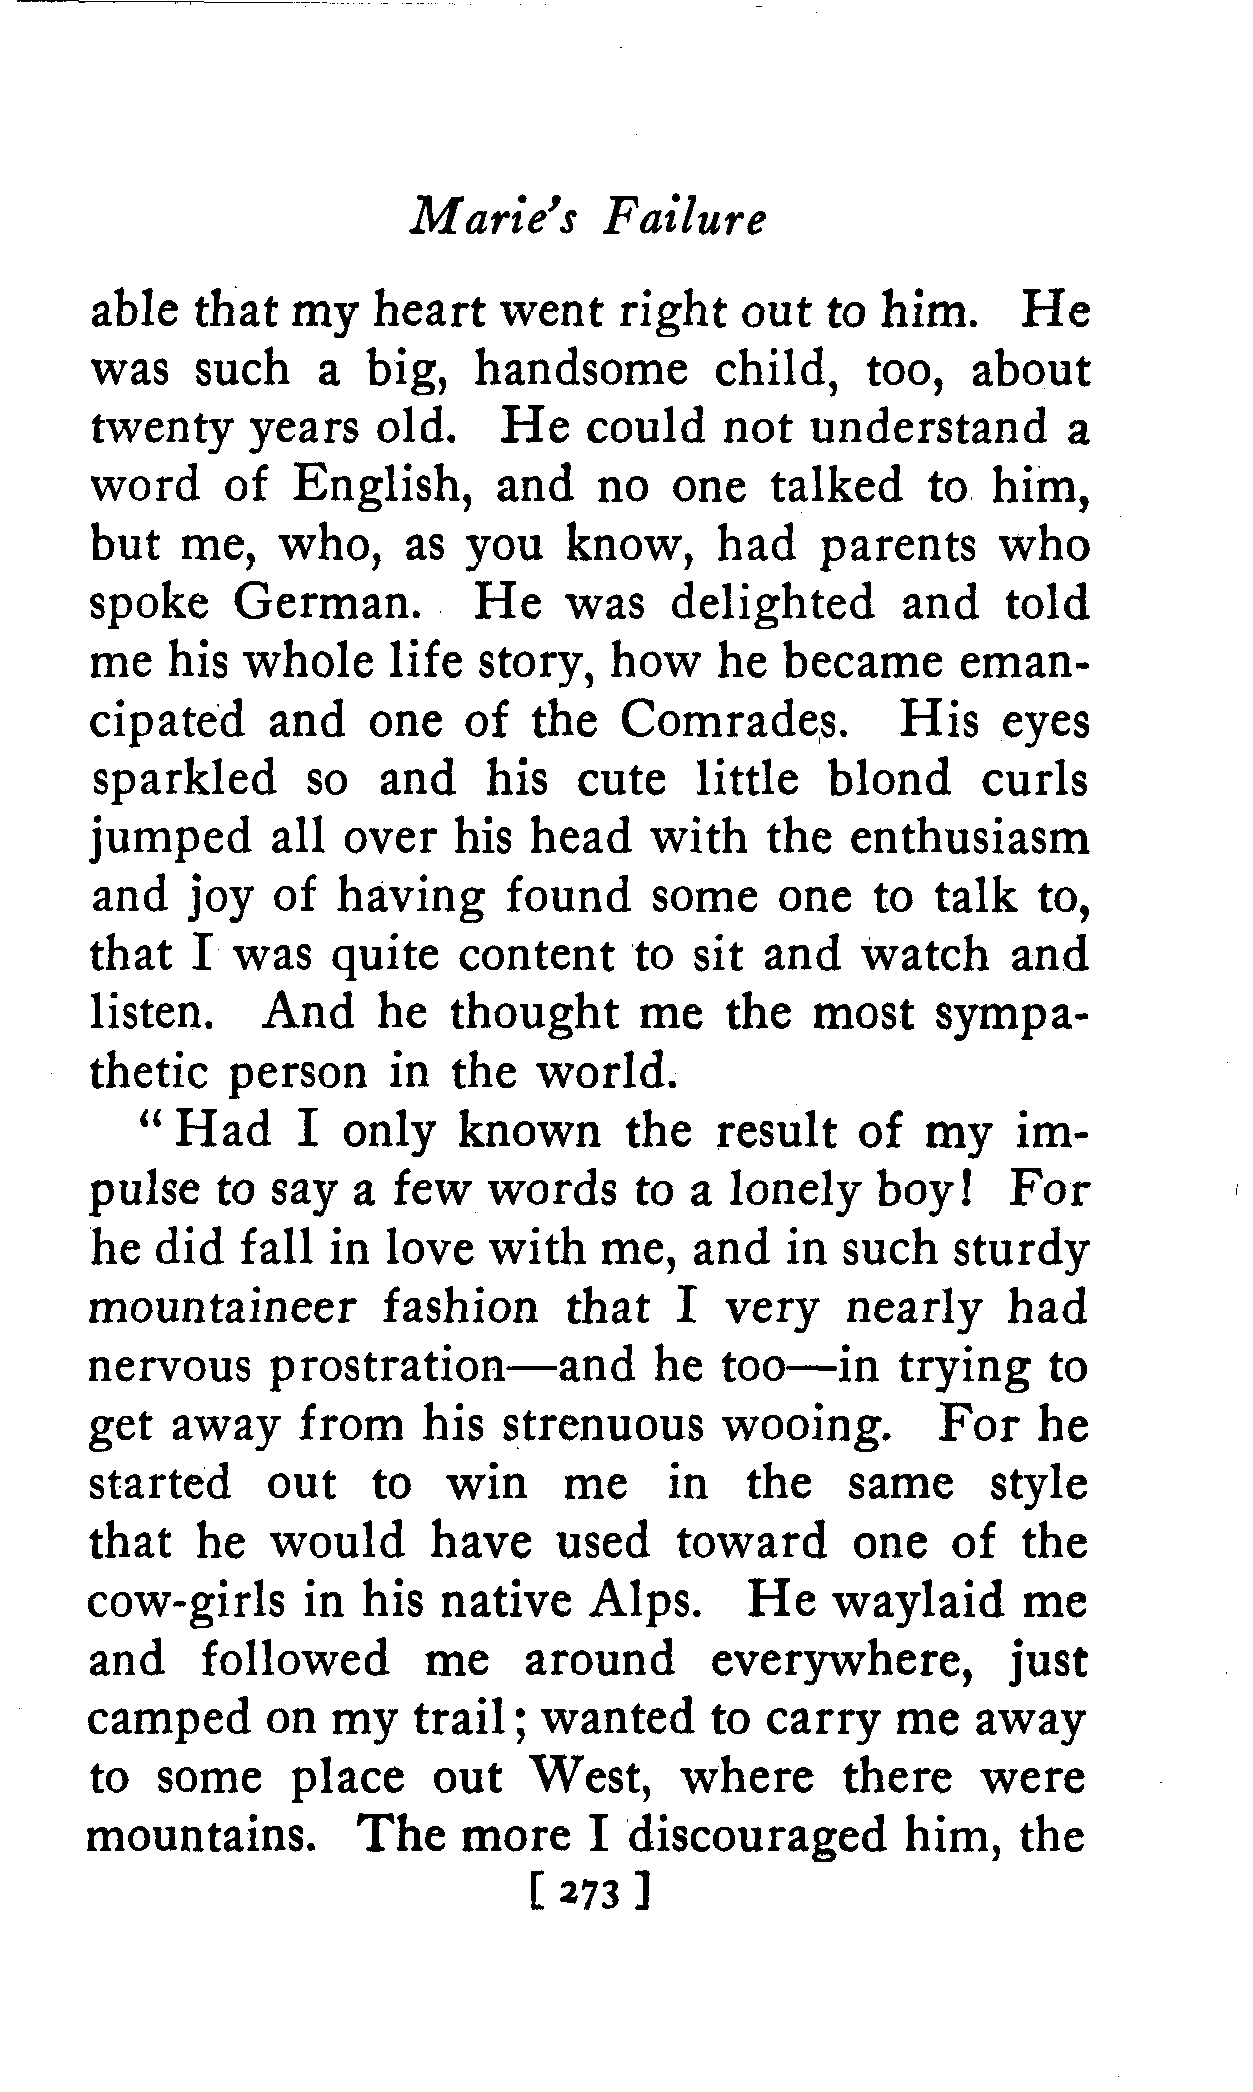 Marie's Failure
able that my heart went right out to him. He
was such a big, handsome child, too, about
twenty years old. He could not understand a
word of English, and no one talked to him,
but me, who, as you know, had parents who
spoke German. He was delighted and told
me his whole life story, how he became eman-
cipated and one of the Comrades. His eyes
sparkled so and his cute little blond curls
jumped all over his head with the enthusiasm
and joy of having found some one to talk to,
that I was quite content to sit and watch and
listen. And he thought me the most sympa-
thetic person in the world.
“ Had I only known the result of my im-
pulse to say a few words to a lonely boy! For
he did fall in love with me, and in such sturdy
mountaineer fashion that I very nearly had
nervous prostration—and he too—in trying to
get away from his strenuous wooing. For he
started out to win me in the same style
that he would have used toward one of the
cow-girls in his native Alps. He waylaid me
and followed me around everywhere, just
camped on my trail; wanted to carry me away
to some place out West, where there were
mountains. The more I discouraged him, the
[ 273 ]